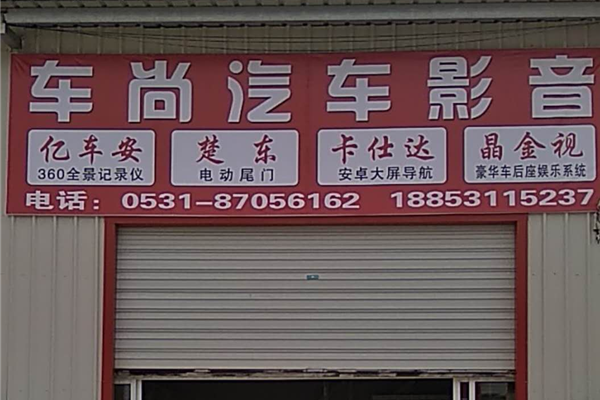 车尚汽车影音
亿车安 楚东 卡仕达 晶金视
360全景记录仪 电动尾门 安卓大屏导航 豪华车后座娱乐系统
电话：0531-87056162 18853115237